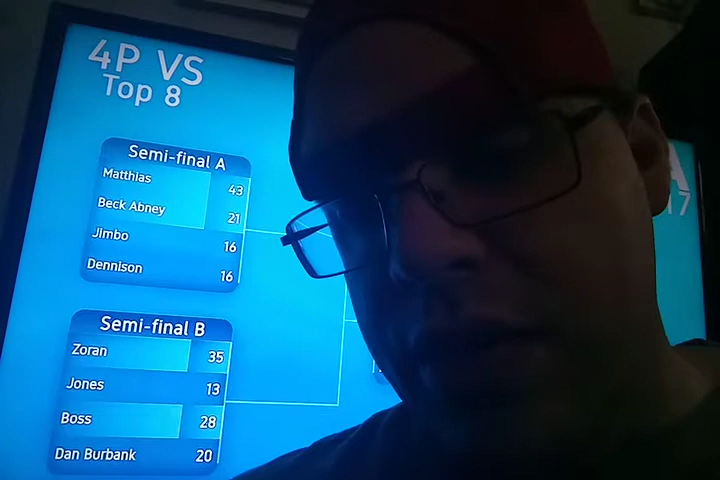 4P VS
Top 8
Semi-final A
Matthias 43
Beck Abney 21
Jimbo 16
Dennison 16
Semi-final B
Zoran 35
Jones 13
Boss 28
Dan Burbank 20